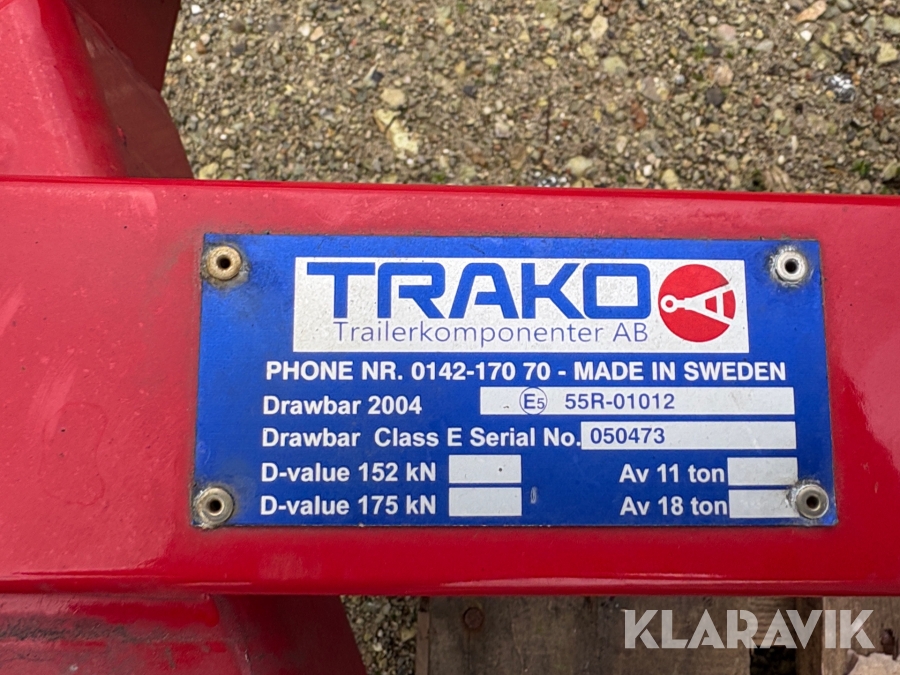 TRAKO
Trailerkomponenter AB
PHONE NR. 0142-170 70 - MADE IN SWEDEN
Drawbar 2004 E5 55R-01012
Drawbar Class E Serial No. 050473
D-value 152 kN Av 11 ton
D-value 175 kN Av 18 ton
KLARAVIK